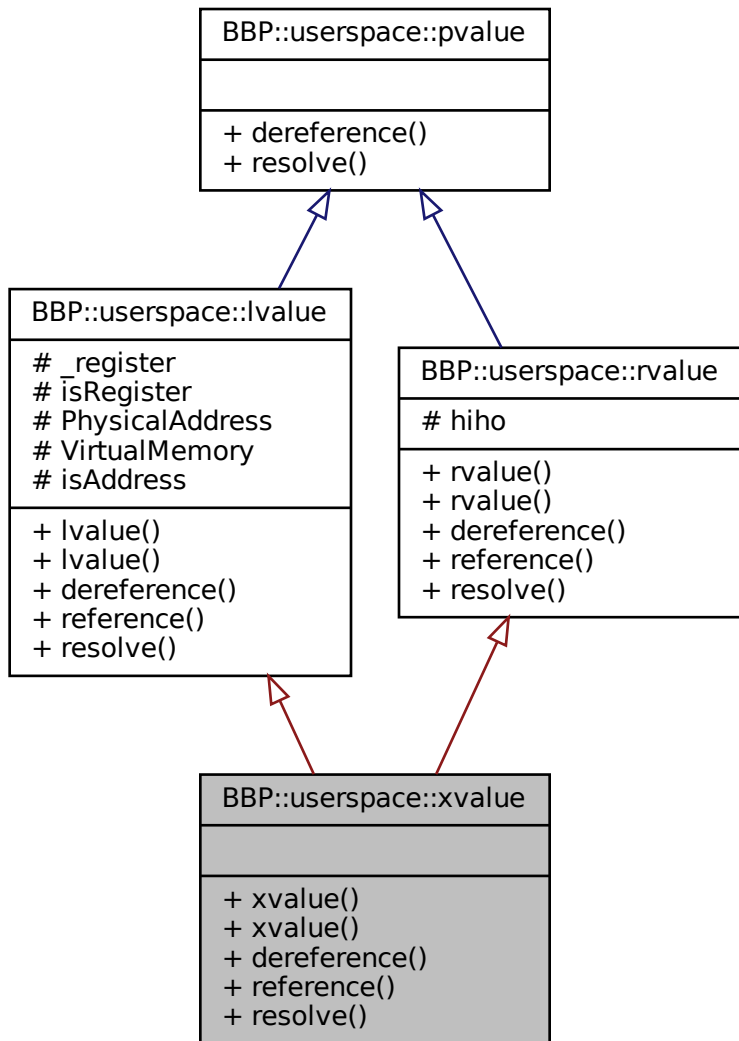 BBP::userspace::pvalue
+ dereference()
+ resolve()
BBP::userspace::lvalue
# _register
# isRegister
# PhysicalAddress
# VirtualMemory
# isAddress
+ lvalue()
+ lvalue()
+ dereference()
+ reference()
+ resolve()
BBP::userspace::rvalue
# hiho
+ rvalue()
+ rvalue()
+ dereference()
+ reference()
+ resolve()
BBP::userspace::xvalue
+ xvalue()
+ xvalue()
+ dereference()
+ reference()
+ resolve()